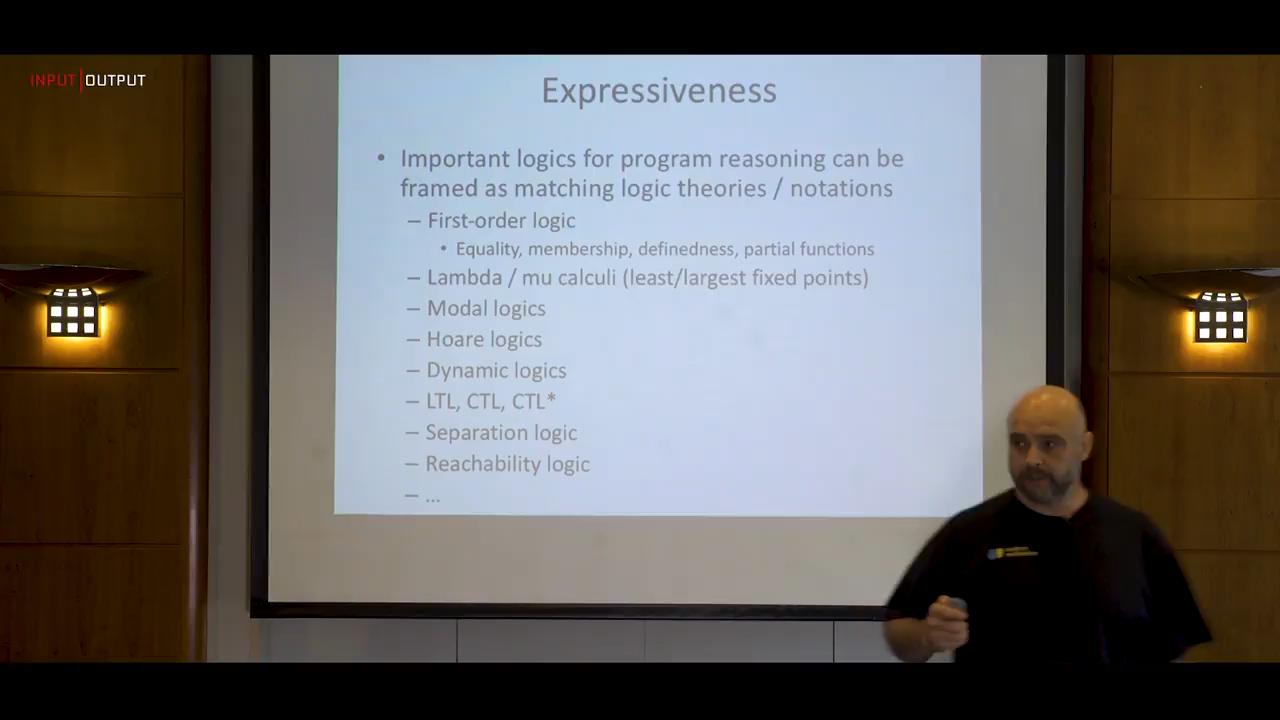 INPUT|OUTPUT
Expressiveness
• Important logics for program reasoning can be
framed as matching logic theories / notations
– First-order logic
• Equality, membership, definedness, partial functions
– Lambda / mu calculi (least/largest fixed points)
– Modal logics
– Hoare logics
– Dynamic logics
– LTL, CTL, CTL*
– Separation logic
– Reachability logic
– ...